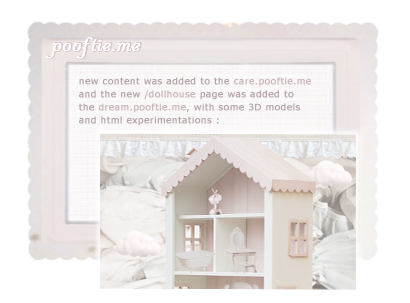 pooftie.me
new content was added to the care.pooftie.me
and the new /dollhouse page was added to
the dream.pooftie.me, with some 3D models
and html experimentations :